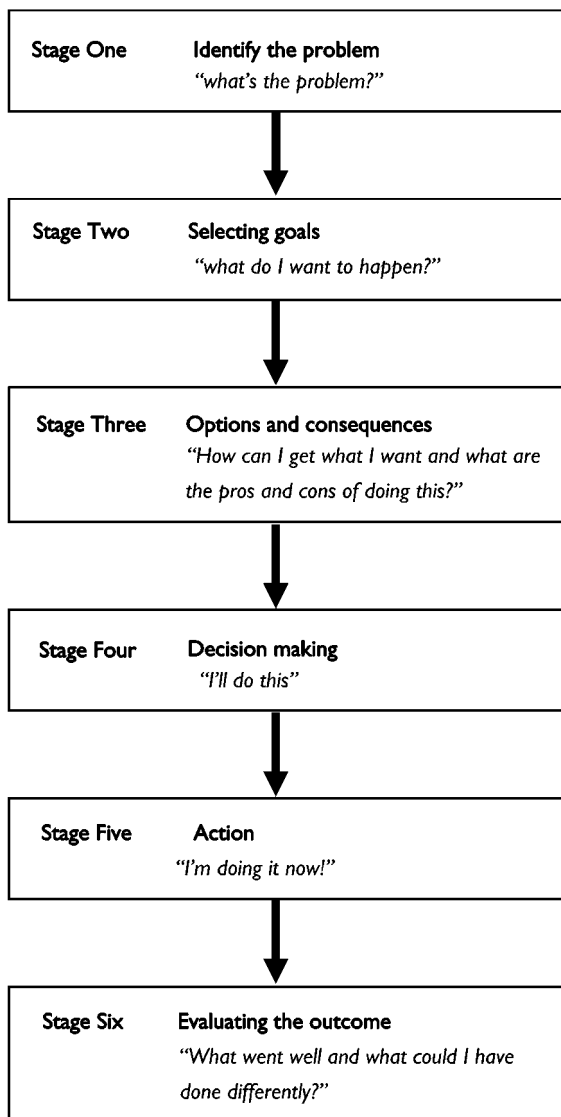 Stage One Identify the problem
“what’s the problem?”
Stage Two Selecting goals
“what do I want to happen?”
Stage Three Options and consequences
“How can I get what I want and what are
the pros and cons of doing this?”
Stage Four Decision making
“I’ll do this”
Stage Five Action
“I’m doing it now!”
Stage Six Evaluating the outcome
“What went well and what could I have
done differently?”